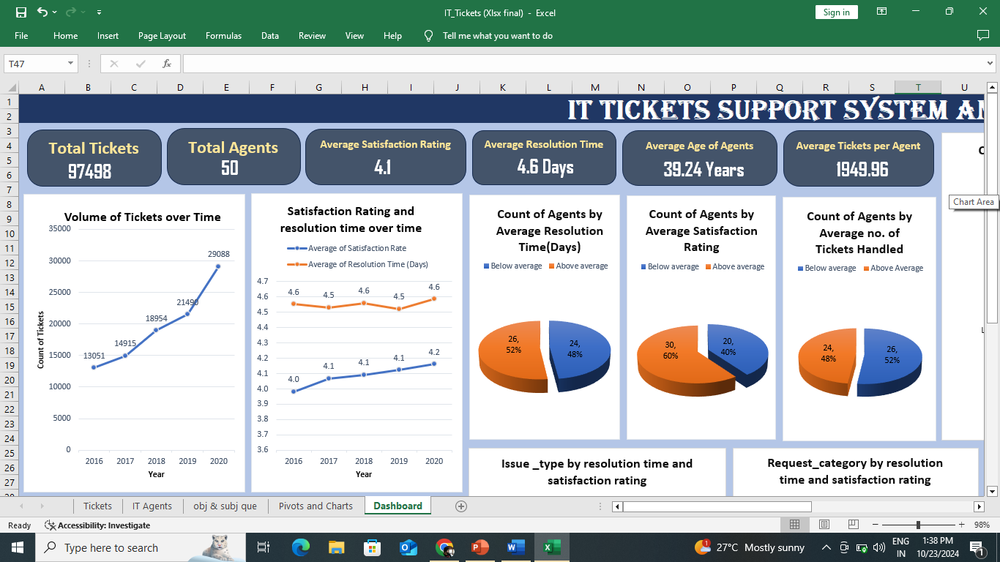 IT_Tickets (Xlsx final) - Excel
Sign in
File Home Insert Page Layout Formulas Data Review View Help Tell me what you want to do
T47
fx
A B C D E F G H I J K L M N O P Q R S T U
1
2
3
4
5
6
7
8
9
10
11
12
13
14
15
16
17
18
19
20
21
22
23
24
25
26
27
IT TICKETS SUPPORT SYSTEM AN
Total Tickets
97498
Total Agents
50
Average Satisfaction Rating
4.1
Average Resolution Time
4.6 Days
Average Age of Agents
39.24 Years
Average Tickets per Agent
1949.96
Chart Area
Volume of Tickets over Time
Count of Tickets
35000
30000
25000
20000
15000
10000
5000
0
13051
14915
18954
21490
29088
2016 2017 2018 2019 2020
Year
Satisfaction Rating and
resolution time over time
Average of Satisfaction Rate
Average of Resolution Time (Days)
4.7
4.6
4.5
4.4
4.3
4.2
4.1
4.0
3.9
3.8
3.7
3.6
4.6 4.5 4.6 4.5 4.6
4.0 4.1 4.1 4.1 4.2
2016 2017 2018 2019 2020
Year
Count of Agents by
Average Resolution
Time(Days)
Below average Above average
26,
52%
24,
48%
Count of Agents by
Average Satisfaction
Rating
Below average Above average
30,
60%
20,
40%
Count of Agents by
Average no. of
Tickets Handled
Below average Above Average
24,
48%
26,
52%
Issue _type by resolution time and
satisfaction rating
Request_category by resolution
time and satisfaction rating
Tickets IT Agents obj & subj que Pivots and Charts Dashboard
Ready Accessibility: Investigate
98%
Type here to search
27°C Mostly sunny
ENG
IN
1:38 PM
10/23/2024